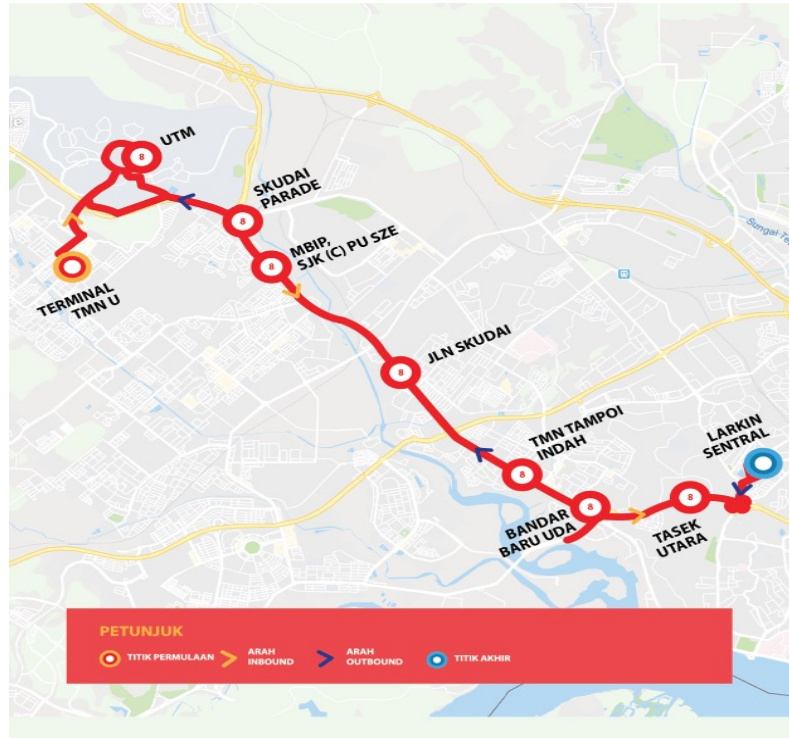 UTM
8
SKUDAI
PARADE
8
MBIP,
SJK (C) PU SZE
8
TERMINAL
TMN U
JLN SKUDAI
8
TMN TAMPOI
INDAH
8
BANDAR
BARU UDA
8
TASEK
UTARA
8
LARKIN
SENTRAL
Sungai Te
PETUNJUK
TITIK PERMULAAN
ARAH
INBOUND
ARAH
OUTBOUND
TITIK AKHIR